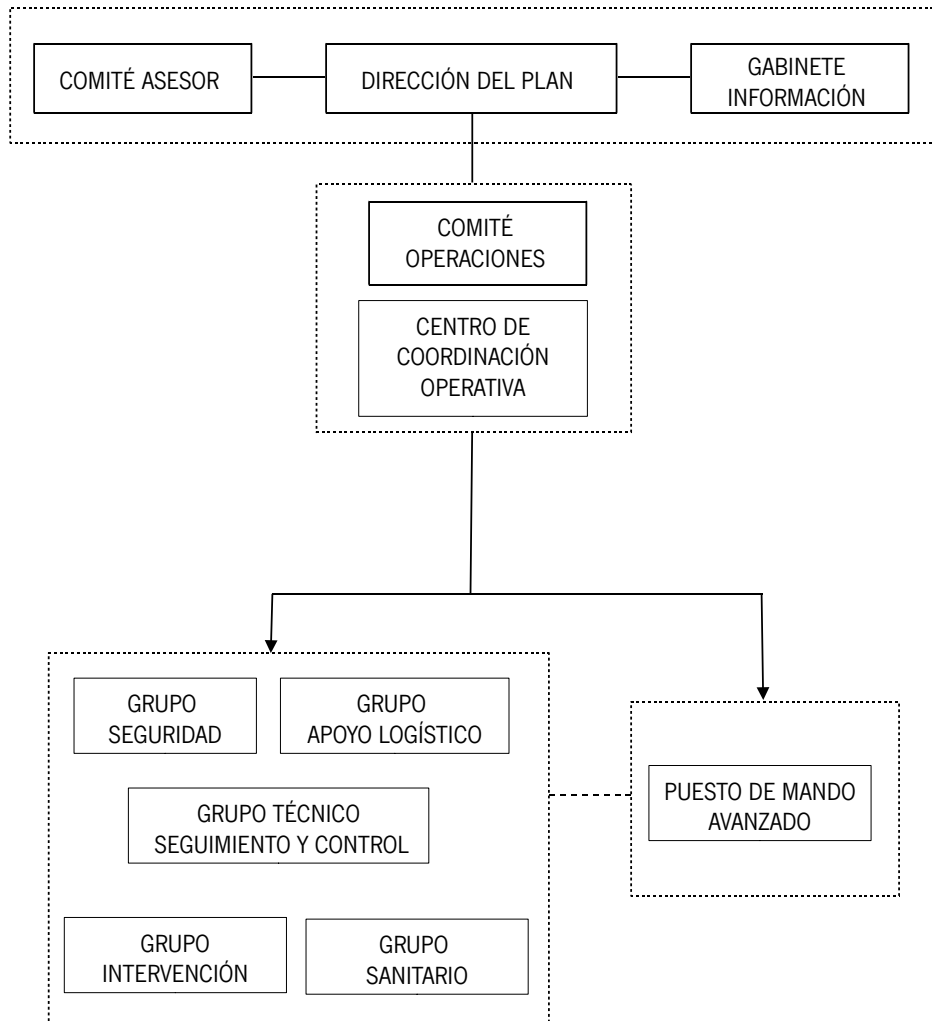 COMITÉ ASESOR
DIRECCIÓN DEL PLAN
GABINETE
INFORMACIÓN
COMITÉ
OPERACIONES
CENTRO DE
COORDINACIÓN
OPERATIVA
GRUPO
SEGURIDAD
GRUPO
APOYO LOGÍSTICO
GRUPO TÉCNICO
SEGUIMIENTO Y CONTROL
PUESTO DE MANDO
AVANZADO
GRUPO
INTERVENCIÓN
GRUPO
SANITARIO